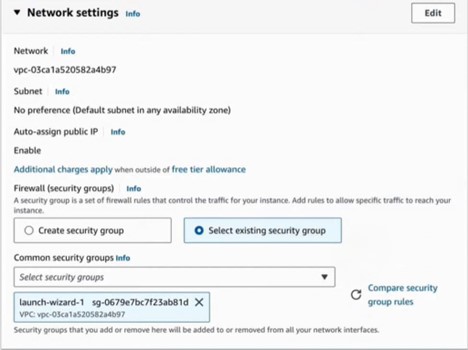 Network settings Info
Edit
Network Info
vpc-03ca1a520582a4b97
Subnet Info
No preference (Default subnet in any availability zone)
Auto-assign public IP Info
Enable
Additional charges apply when outside of free tier allowance
Firewall (security groups) Info
A security group is a set of firewall rules that control the traffic for your instance. Add rules to allow specific traffic to reach your
instance.
Create security group
Select existing security group
Common security groups Info
Select security groups
Compare security
group rules
launch-wizard-1 sg-0679e7bc7f23ab81d X
VPC: vpc-03ca1a520582a4b97
Security groups that you add or remove here will be added to or removed from all your network interfaces.